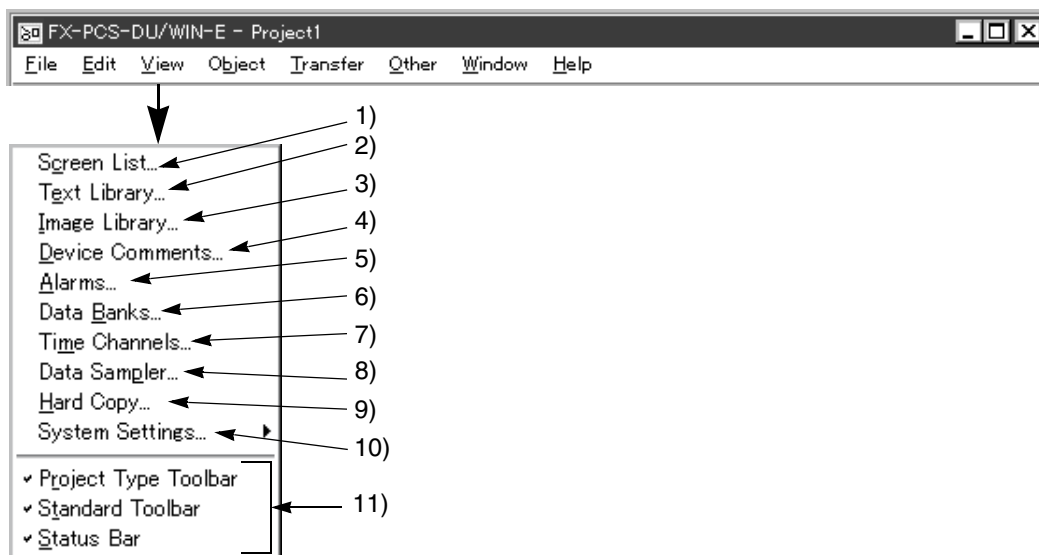 FX-PCS-DU/WIN-E - Project1
File Edit View Object Transfer Other Window Help
Screen List... 1)
Text Library... 2)
Image Library... 3)
Device Comments... 4)
Alarms... 5)
Data Banks... 6)
Time Channels... 7)
Data Sampler... 8)
Hard Copy... 9)
System Settings... 10)
Project Type Toolbar
Standard Toolbar 11)
Status Bar